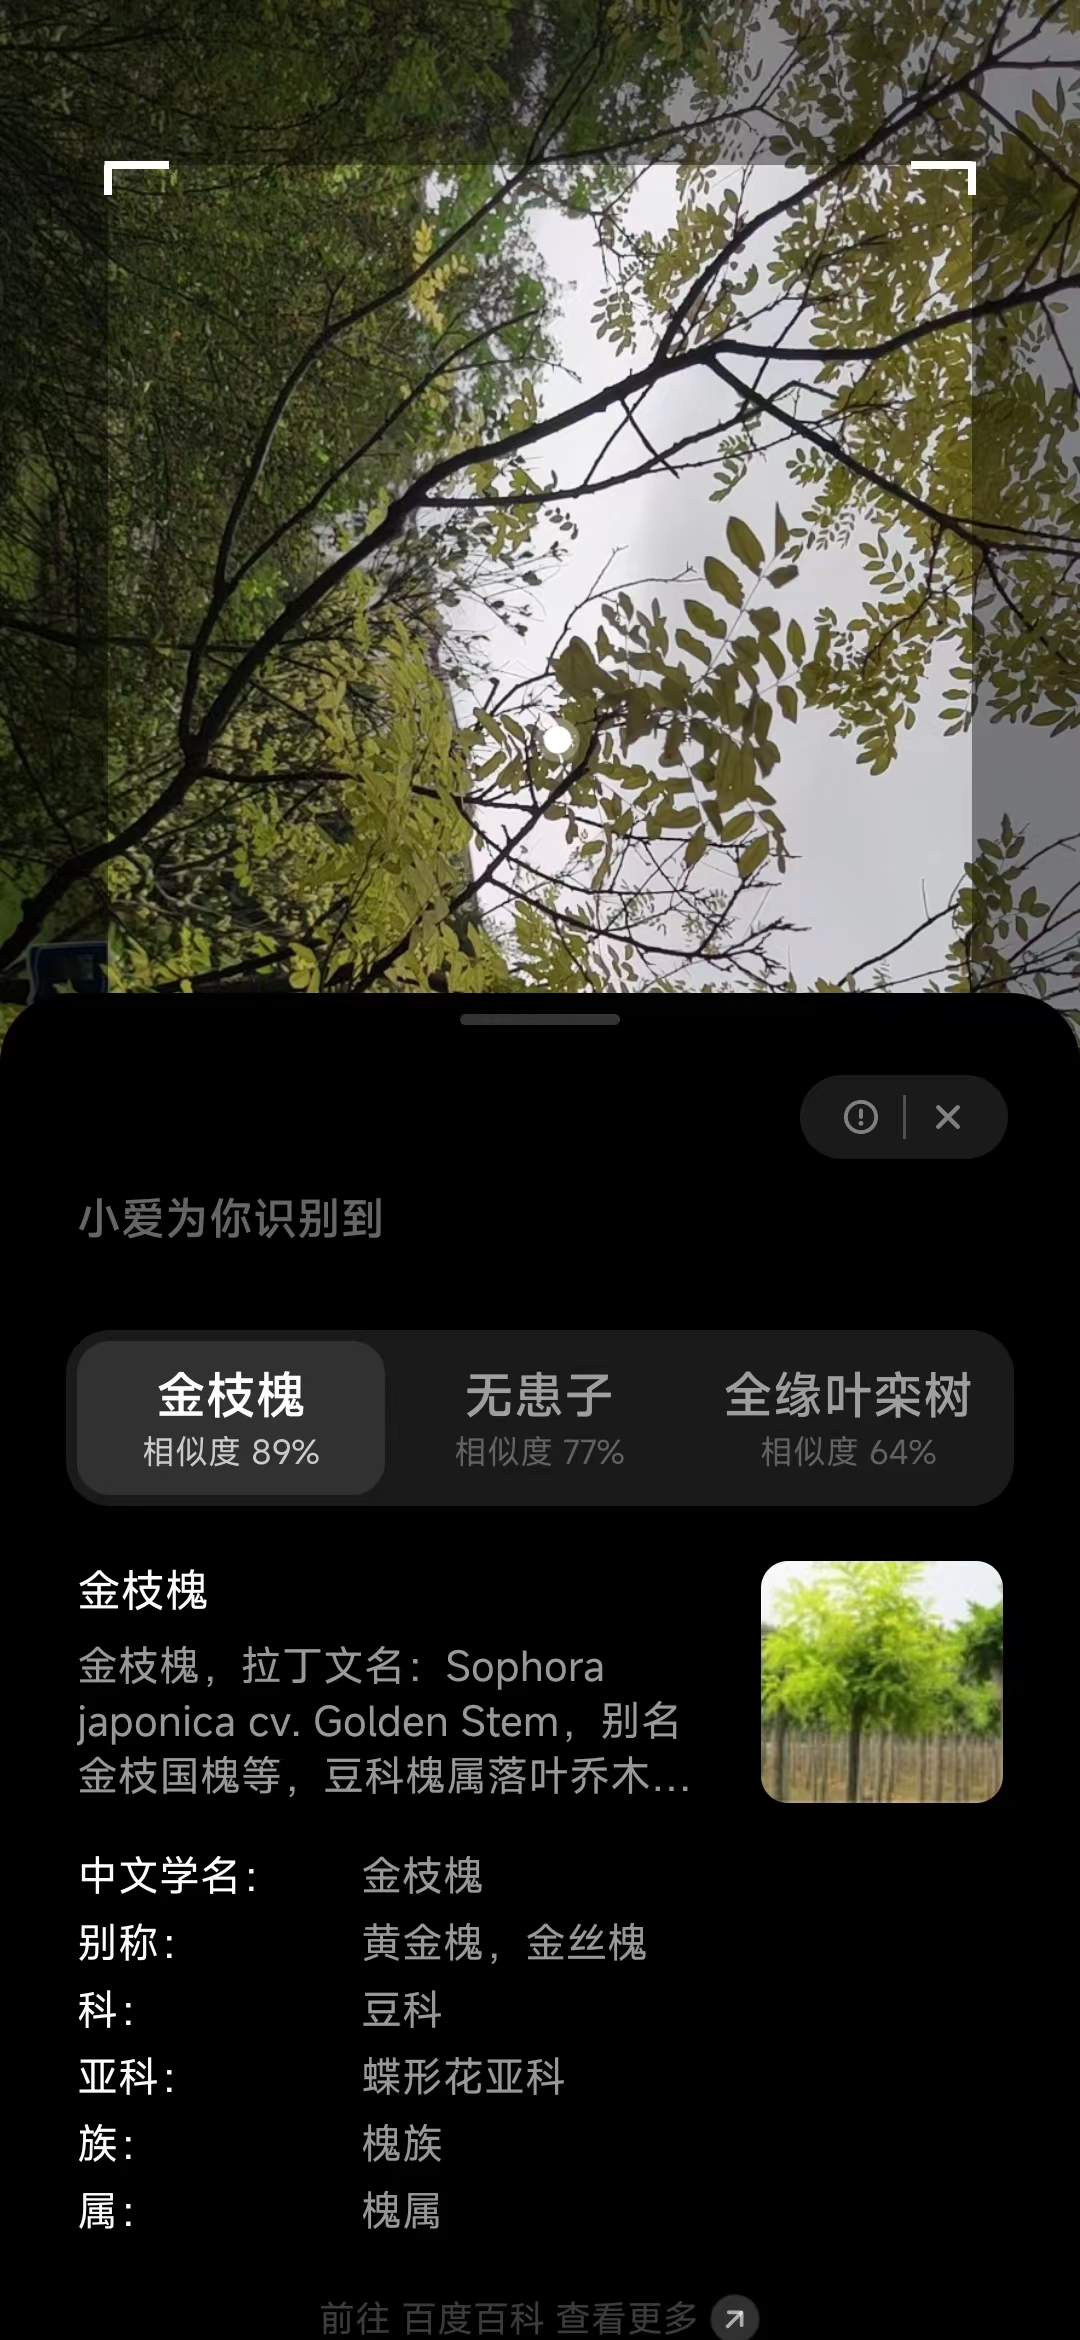 小爱为你识别到
金枝槐 无患子 全缘叶栾树
相似度 89% 相似度 77% 相似度 64%
金枝槐
金枝槐，拉丁文名：Sophora
japonica cv. Golden Stem，别名
金枝国槐等，豆科槐属落叶乔木...
中文学名： 金枝槐
别称： 黄金槐，金丝槐
科： 豆科
亚科： 蝶形花亚科
族： 槐族
属： 槐属
前往 百度百科 查看更多